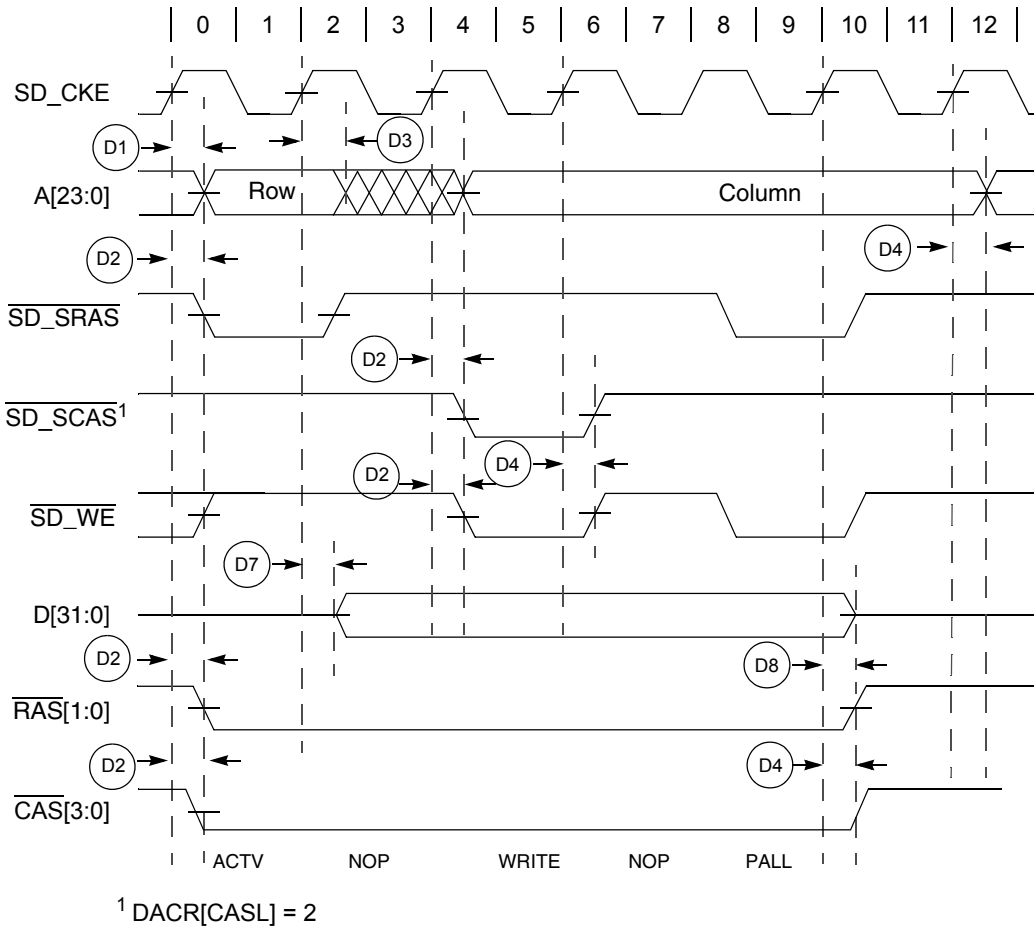 0 1 2 3 4 5 6 7 8 9 10 11 12
SD_CKE
D1
D3
A[23:0]
Row
Column
D2
D4
SD_SRAS
D2
SD_SCAS1
D2
D4
SD_WE
D7
D[31:0]
D2
D8
RAS[1:0]
D2
D4
CAS[3:0]
ACTV NOP WRITE NOP PALL
1 DACR[CASL] = 2